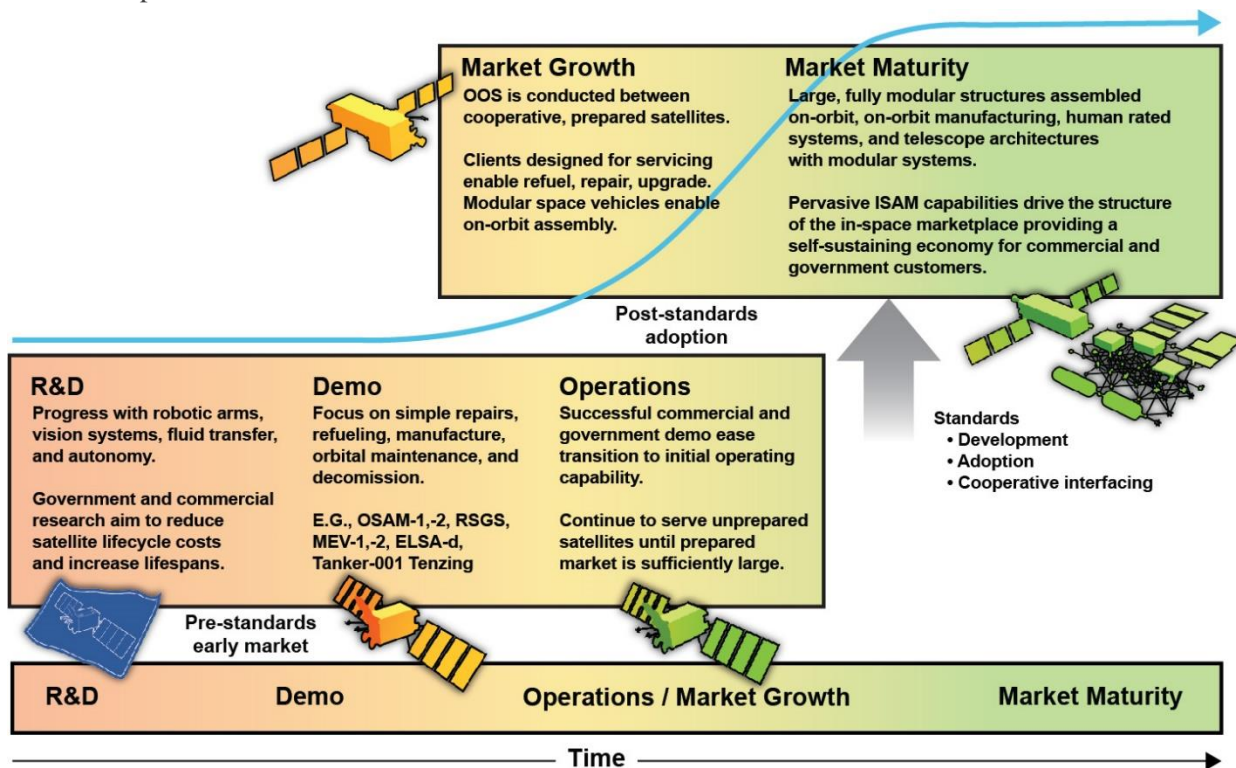 Market Growth
OOS is conducted between
cooperative, prepared satellites.
Clients designed for servicing
enable refuel, repair, upgrade.
Modular space vehicles enable
on-orbit assembly.
Market Maturity
Large, fully modular structures assembled
on-orbit, on-orbit manufacturing, human rated
systems, and telescope architectures
with modular systems.
Pervasive ISAM capabilities drive the structure
of the in-space marketplace providing a
self-sustaining economy for commercial and
government customers.
Post-standards
adoption
R&D
Progress with robotic arms,
vision systems, fluid transfer,
and autonomy.
Government and commercial
research aim to reduce
satellite lifecycle costs
and increase lifespans.
Demo
Focus on simple repairs,
refueling, manufacture,
orbital maintenance, and
decomission.
E.G., OSAM-1,-2, RSGS,
MEV-1,-2, ELSA-d,
Tanker-001 Tenzing
Operations
Successful commercial and
government demo ease
transition to initial operating
capability.
Continue to serve unprepared
satellites until prepared
market is sufficiently large.
Standards
• Development
• Adoption
• Cooperative interfacing
Pre-standards
early market
R&D
Demo
Operations / Market Growth
Market Maturity
Time